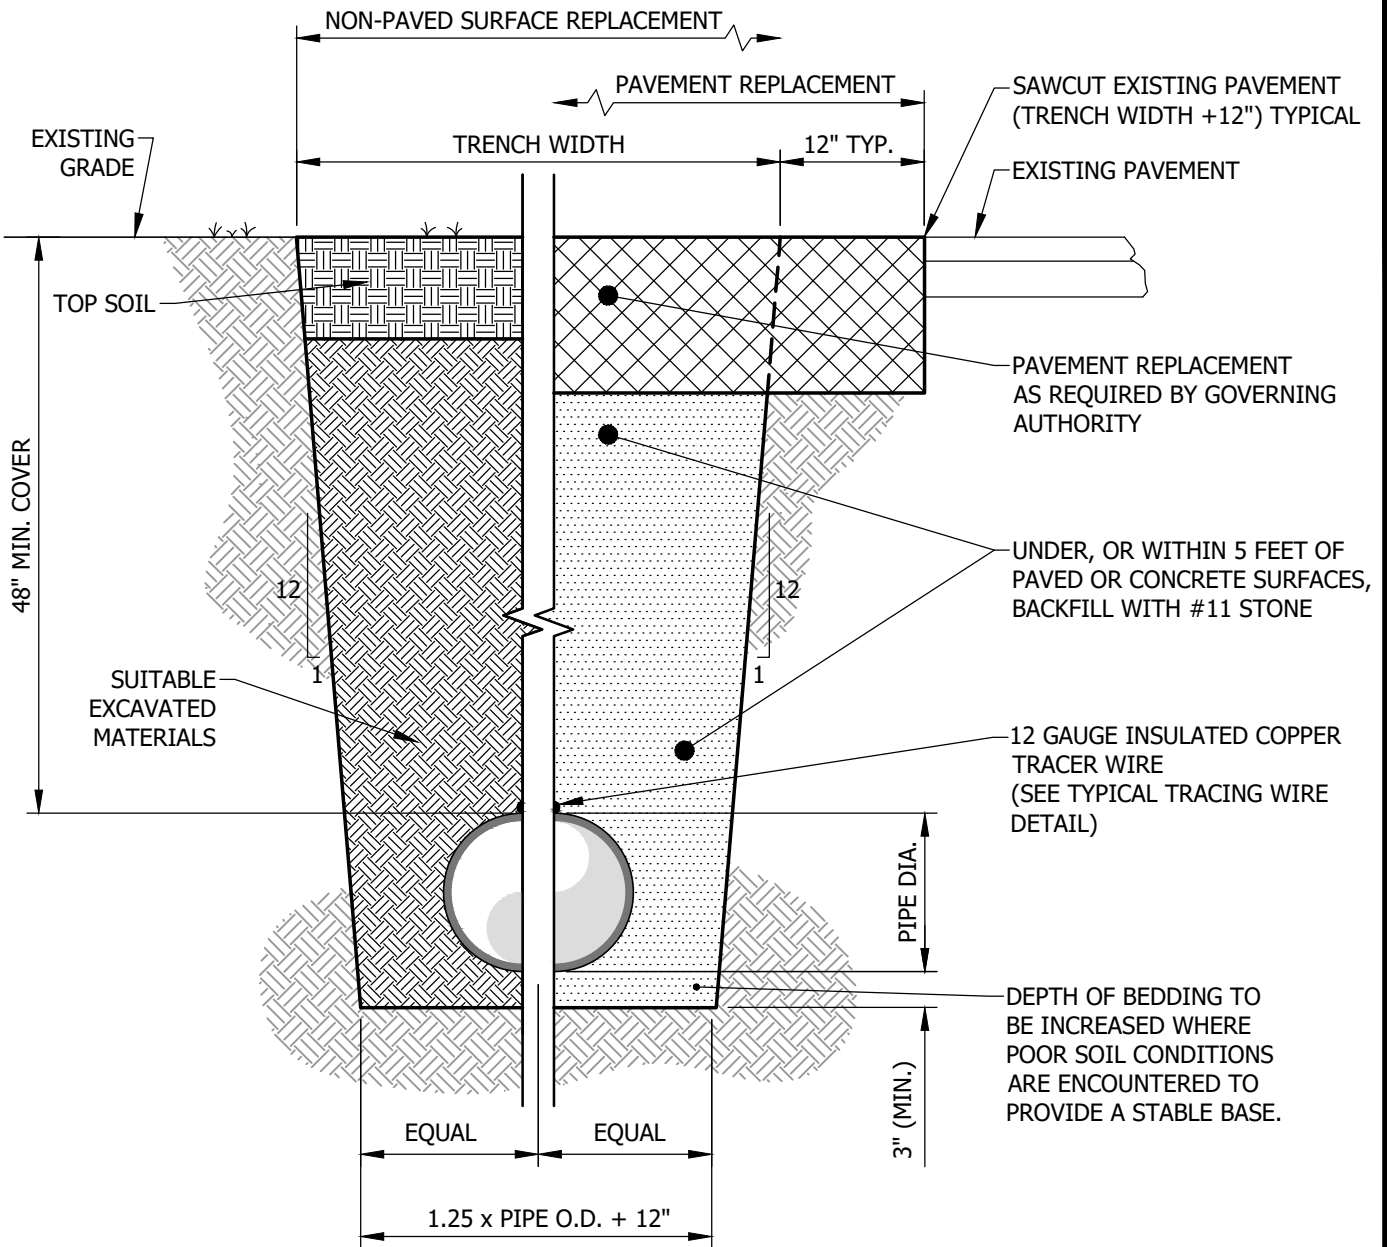 NON-PAVED SURFACE REPLACEMENT
PAVEMENT REPLACEMENT
SAWCUT EXISTING PAVEMENT
(TRENCH WIDTH +12") TYPICAL
EXISTING
GRADE
TRENCH WIDTH
12" TYP.
EXISTING PAVEMENT
TOP SOIL
PAVEMENT REPLACEMENT
AS REQUIRED BY GOVERNING
AUTHORITY
48" MIN. COVER
UNDER, OR WITHIN 5 FEET OF
PAVED OR CONCRETE SURFACES,
BACKFILL WITH #11 STONE
12
1
12
1
SUITABLE
EXCAVATED
MATERIALS
12 GAUGE INSULATED COPPER
TRACER WIRE
(SEE TYPICAL TRACING WIRE
DETAIL)
PIPE DIA.
DEPTH OF BEDDING TO
BE INCREASED WHERE
POOR SOIL CONDITIONS
ARE ENCOUNTERED TO
PROVIDE A STABLE BASE.
3" (MIN.)
EQUAL
EQUAL
1.25 x PIPE O.D. + 12"